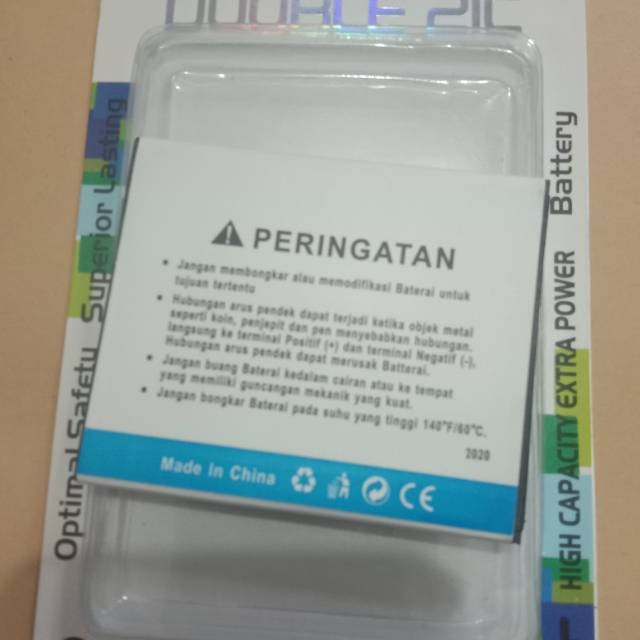 DOUBLE
PERINGATAN
• Jangan membongkar atau memodifikasi Baterai untuk
tujuan tertentu
• Hubungan arus pendek dapat terjadi ketika objek metal
seperti koin, penjepit dan pen menyebabkan hubungan.
langsung ke terminal Positif (+) dan terminal Negatif (-).
Hubungan arus pendek dapat merusak Baterai.
• Jangan buang Baterai kedalam cairan atau ke tempat
yang memiliki guncangan mekanik yang kuat.
• Jangan bongkar Baterai pada suhu yang tinggi 140°F/60°C.
2020
Made In China
CE
Optimal Safety Superior Lasting
HIGH CAPACITY EXTRA POWER Battery